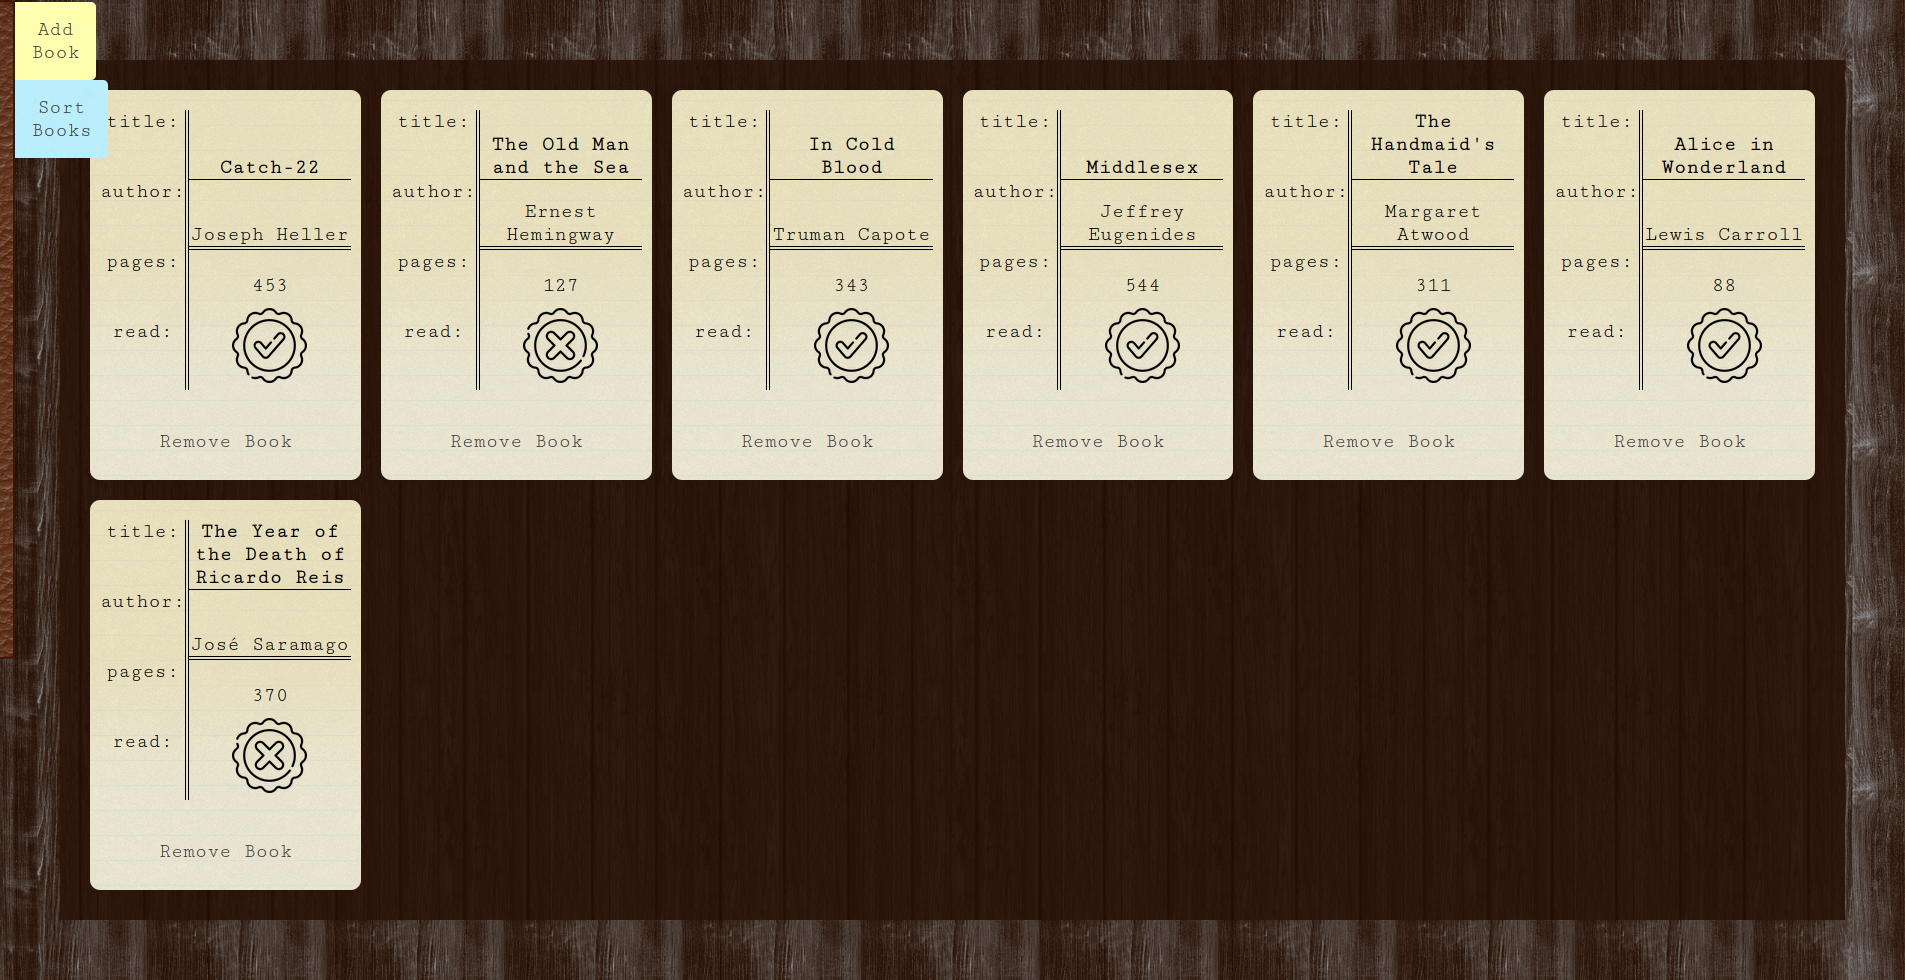 Add
Book
Sort
Books
title:
Catch-22
author:
Joseph Heller
pages:
453
read:
Remove Book
title:
The Old Man
and the Sea
author:
Ernest
Hemingway
pages:
127
read:
Remove Book
title:
In Cold
Blood
author:
Truman Capote
pages:
343
read:
Remove Book
title:
Middlesex
author:
Jeffrey
Eugenides
pages:
544
read:
Remove Book
title:
The
Handmaid's
Tale
author:
Margaret
Atwood
pages:
311
read:
Remove Book
title:
Alice in
Wonderland
author:
Lewis Carroll
pages:
88
read:
Remove Book
title:
The Year of
the Death of
Ricardo Reis
author:
José Saramago
pages:
370
read:
Remove Book